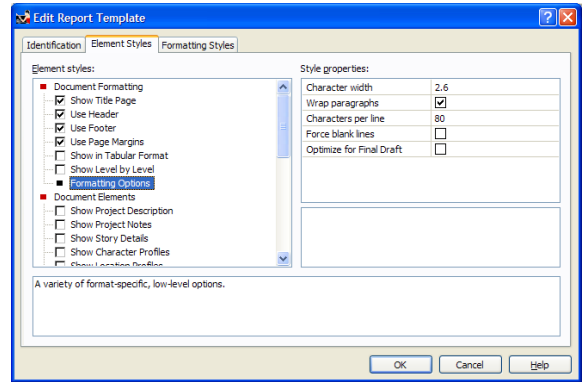 Edit Report Template
Identification
Element Styles
Formatting Styles
Element styles:
Document Formatting
Show Title Page
Use Header
Use Footer
Use Page Margins
Show in Tabular Format
Show Level by Level
Formatting Options
Document Elements
Show Project Description
Show Project Notes
Show Story Details
Show Character Profiles
Show Location Profiles
Style properties:
Character width 2.6
Wrap paragraphs
Characters per line 80
Force blank lines
Optimize for Final Draft
A variety of format-specific, low-level options.
OK Cancel Help